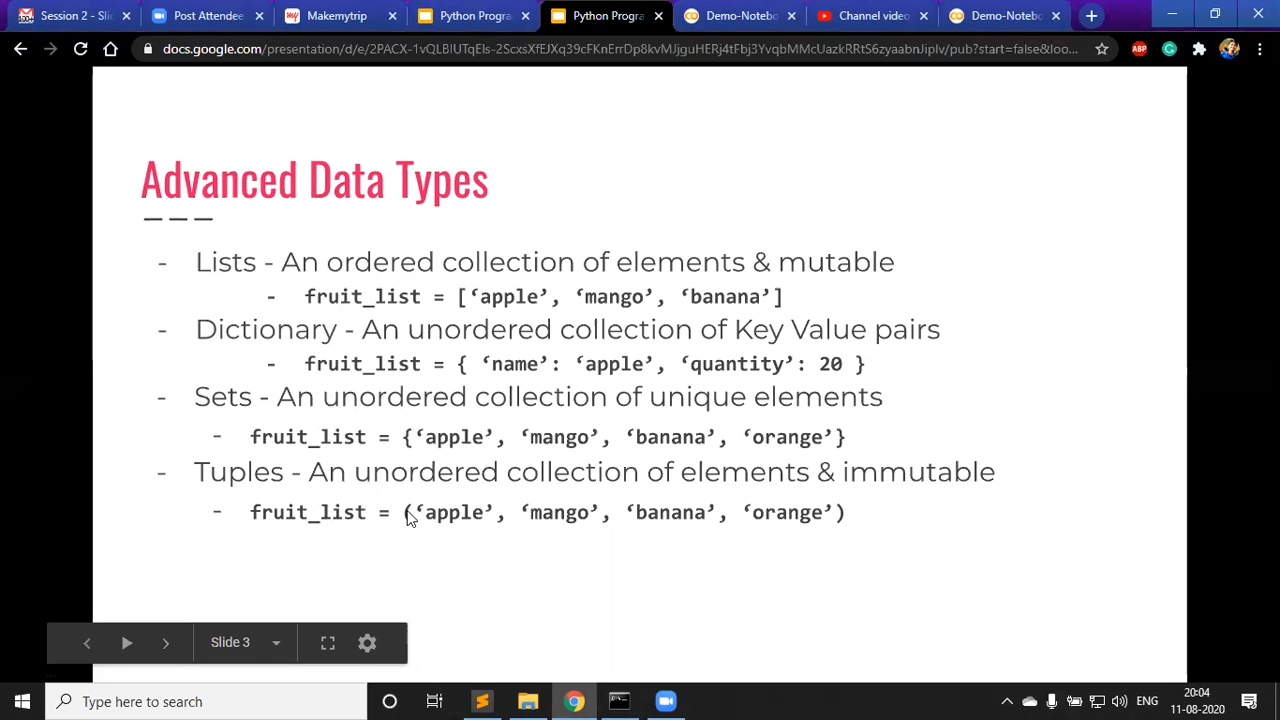 Session 2 - Slides
Post Attendee
Makemytrip
Python Progra
Python Progra
Demo-Noteb
Channel video
Demo-Noteb
docs.google.com/presentation/d/e/2PACX-1vQLBIUTqEIs-2ScxsXfEJXq39cFKnErrDp8kvMJjguHERj4tFbj3YvqbMMcUazkRRtS6zyaabnJiplv/pub?start=false&loo...
ABP
Advanced Data Types
- Lists - An ordered collection of elements & mutable
- fruit_list = [‘apple’, ‘mango’, ‘banana’]
- Dictionary - An unordered collection of Key Value pairs
- fruit_list = { ‘name’: ‘apple’, ‘quantity’: 20 }
- Sets - An unordered collection of unique elements
- fruit_list = {‘apple’, ‘mango’, ‘banana’, ‘orange’}
- Tuples - An unordered collection of elements & immutable
- fruit_list = (‘apple’, ‘mango’, ‘banana’, ‘orange’)
Slide 3
Type here to search
ENG
20:04
11-08-2020